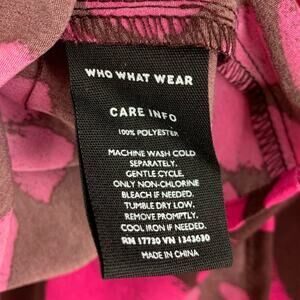 WHO WHAT WEAR
CARE INFO
100% POLYESTER
MACHINE WASH COLD
SEPARATELY.
GENTLE CYCLE.
ONLY NON-CHLORINE
BLEACH IF NEEDED.
TUMBLE DRY LOW.
REMOVE PROMPTLY.
COOL IRON IF NEEDED.
RN 17730 VN 1343630
MADE IN CHINA